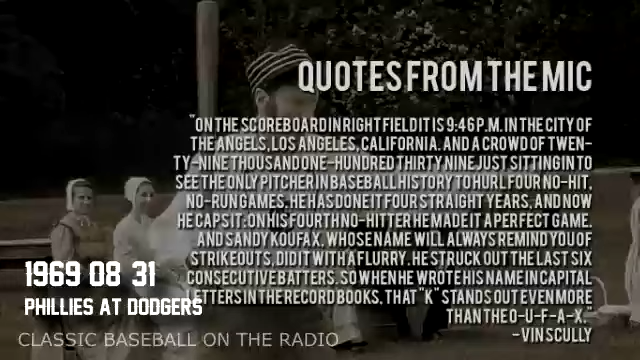 QUOTES FROM THE MIC
"ON THE SCOREBOARD IN RIGHT FIELD IT IS 9:46 P.M. IN THE CITY OF
THE ANGELS, LOS ANGELES, CALIFORNIA. AND A CROWD OF TWEN-
TY-NINE THOUSAND ONE-HUNDRED THIRTY NINE JUST SITTING IN TO
SEE THE ONLY PITCHER IN BASEBALL HISTORY TO HURL FOUR NO-HIT,
NO-RUN GAMES. HE HAS DONE IT FOUR STRAIGHT YEARS, AND NOW
HE CAPS IT: ON HIS FOURTH NO-HITTER HE MADE IT A PERFECT GAME.
AND SANDY KOUFAX, WHOSE NAME WILL ALWAYS REMIND YOU OF
STRIKEOUTS, DID IT WITH A FLURRY. HE STRUCK OUT THE LAST SIX
CONSECUTIVE BATTERS. SO WHEN HE WROTE HIS NAME IN CAPITAL
LETTERS IN THE RECORD BOOKS, THAT "K" STANDS OUT EVEN MORE
THAN THE O-U-F-A-X."
-VIN SCULLY
1969 08 31
PHILLIES AT DODGERS
CLASSIC BASEBALL ON THE RADIO